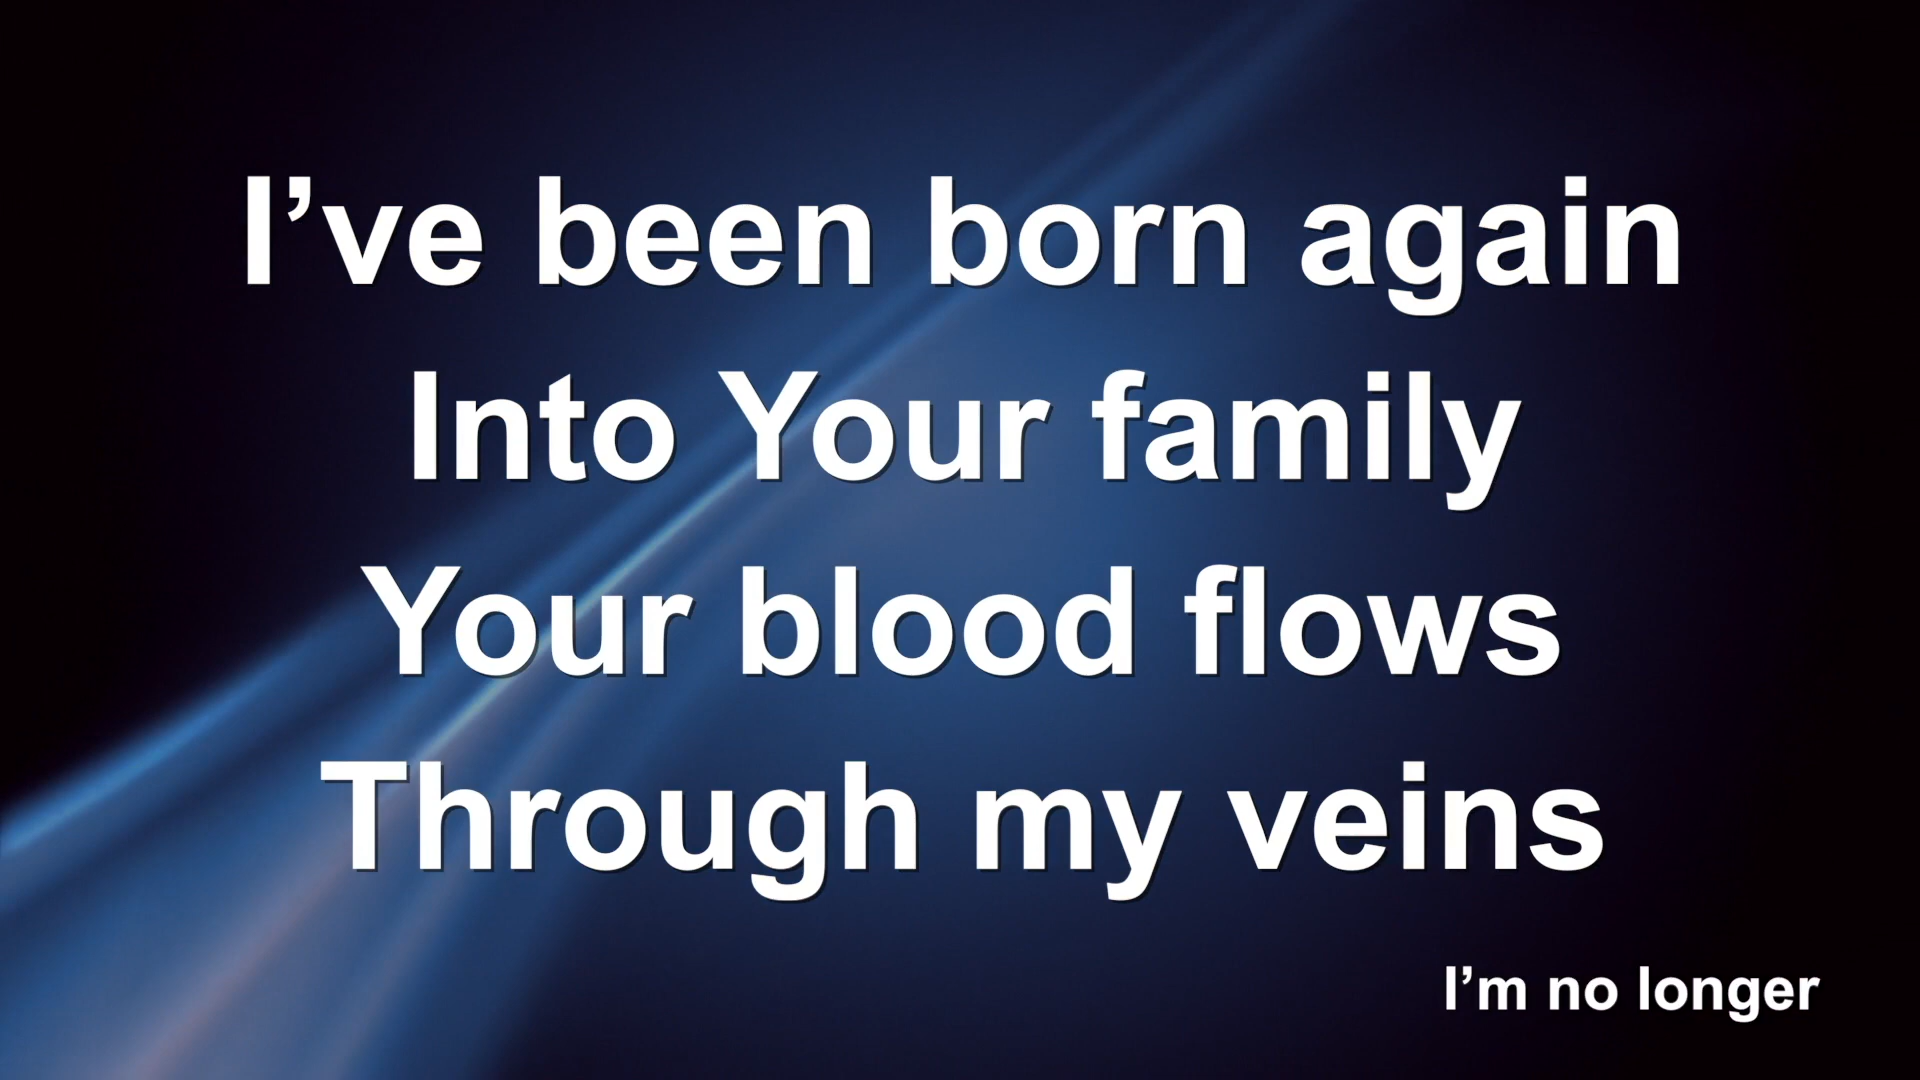 I’ve been born again
Into Your family
Your blood flows
Through my veins
I’m no longer